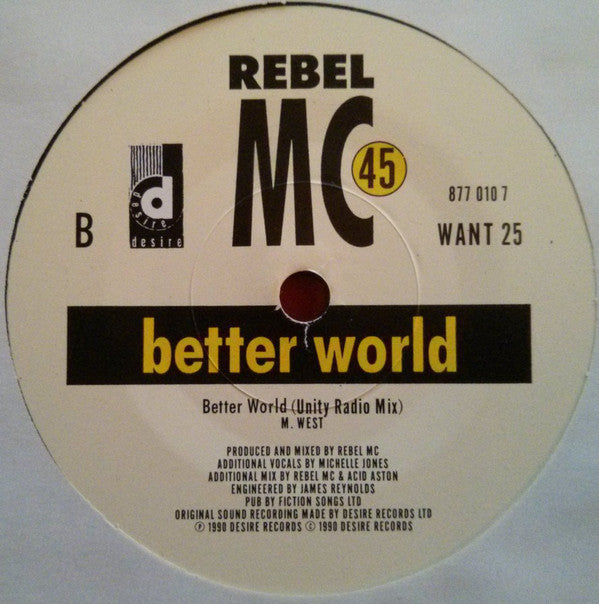 REBEL
MC
45
d
desire
desire
B
877 010 7
WANT 25
better world
Better World (Unity Radio Mix)
M. WEST
PRODUCED AND MIXED BY REBEL MC
ADDITIONAL VOCALS BY MICHELLE JONES
ADDITIONAL MIX BY REBEL MC & ACID ASTON
ENGINEERED BY JAMES REYNOLDS
PUB BY FICTION SONGS LTD
ORIGINAL SOUND RECORDING MADE BY DESIRE RECORDS LTD
℗ 1990 DESIRE RECORDS © 1990 DESIRE RECORDS